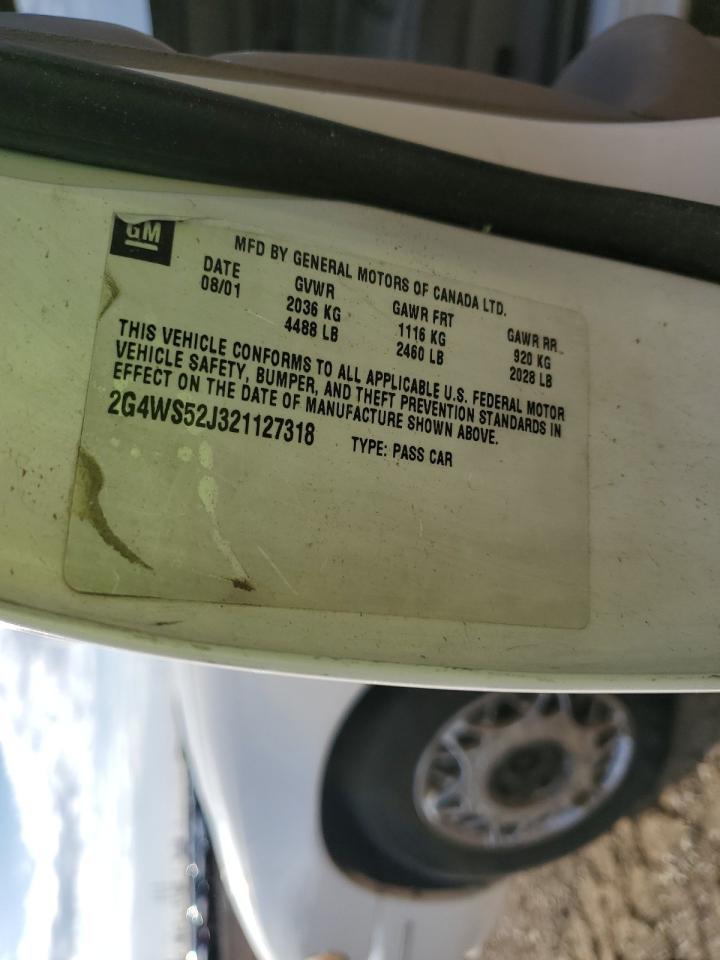 GM
MFD BY GENERAL MOTORS OF CANADA LTD.
DATE GVWR GAWR FRT GAWR RR
08/01 2036 KG 1116 KG 920 KG
4488 LB 2460 LB 2028 LB
THIS VEHICLE CONFORMS TO ALL APPLICABLE U.S. FEDERAL MOTOR
VEHICLE SAFETY, BUMPER, AND THEFT PREVENTION STANDARDS IN
EFFECT ON THE DATE OF MANUFACTURE SHOWN ABOVE.
2G4WS52J321127318 TYPE: PASS CAR